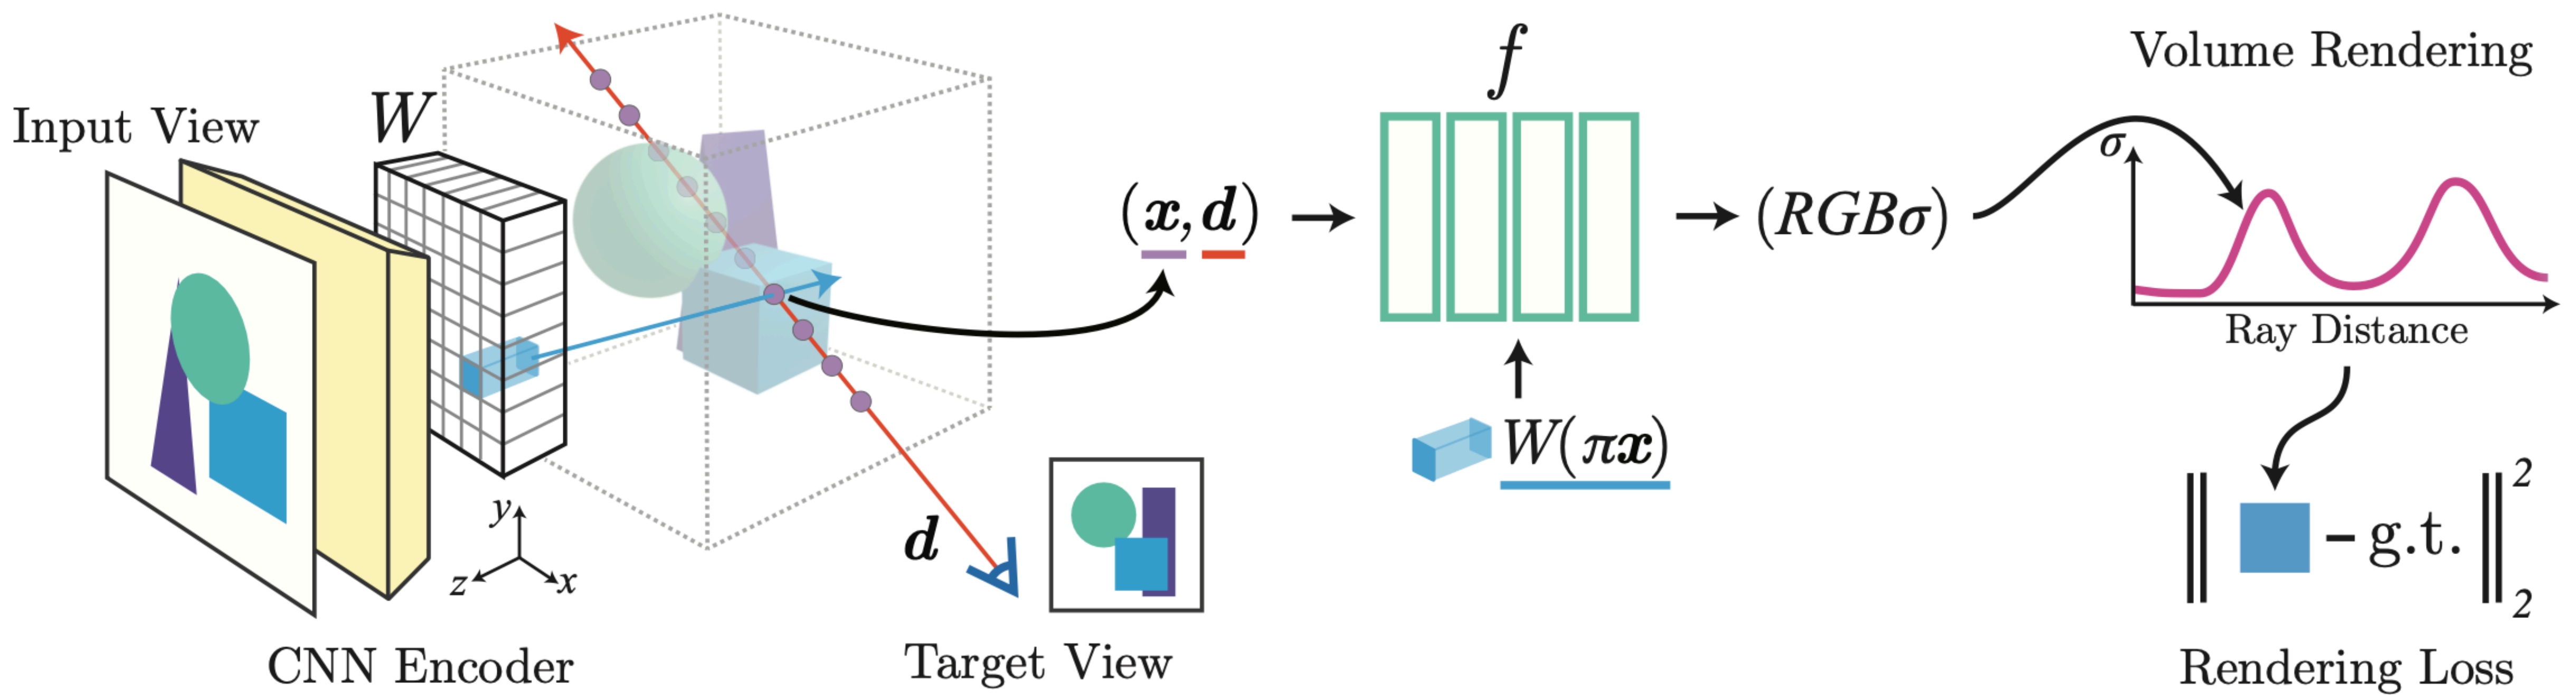 Input View
W
CNN Encoder
y
z
x
d
Target View
(x, d)
f
W(πx)
(RGBσ)
Volume Rendering
σ
Ray Distance
‖ – g.t. ‖
2
2
Rendering Loss